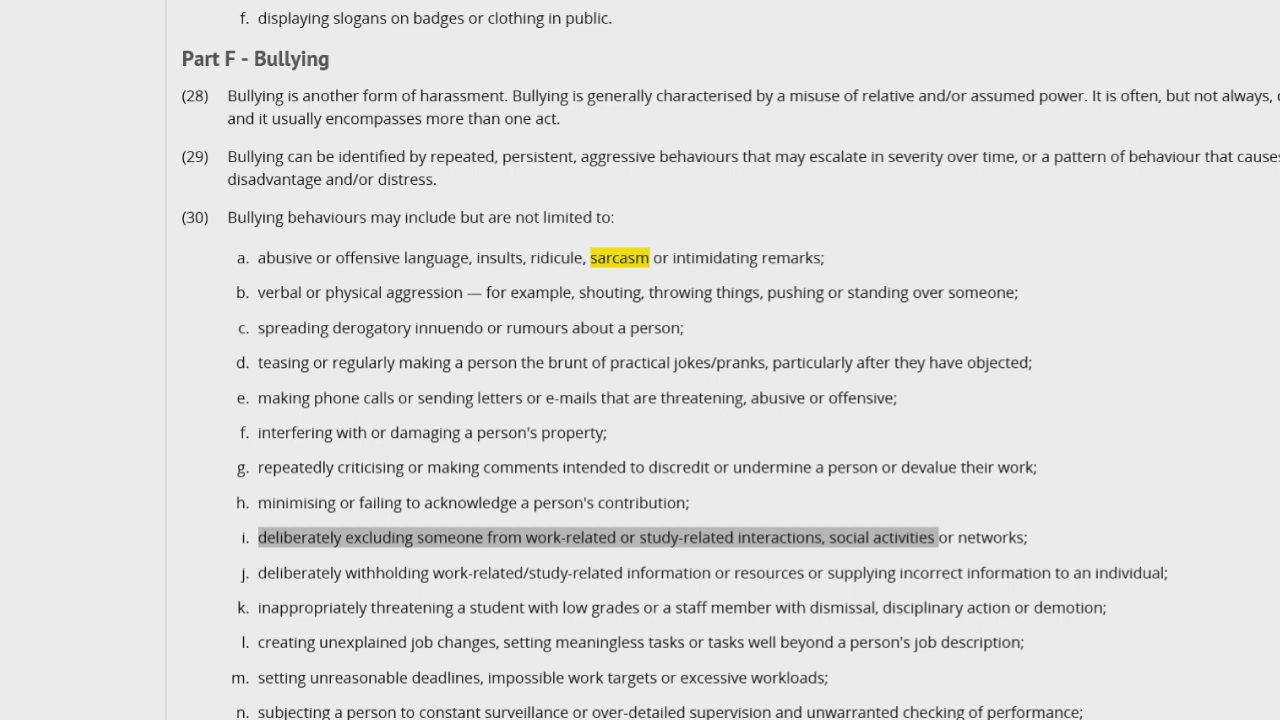 f. displaying slogans on badges or clothing in public.
Part F - Bullying
(28) Bullying is another form of harassment. Bullying is generally characterised by a misuse of relative and/or assumed power. It is often, but not always,
and it usually encompasses more than one act.
(29) Bullying can be identified by repeated, persistent, aggressive behaviours that may escalate in severity over time, or a pattern of behaviour that causes
disadvantage and/or distress.
(30) Bullying behaviours may include but are not limited to:
a. abusive or offensive language, insults, ridicule, sarcasm or intimidating remarks;
b. verbal or physical aggression — for example, shouting, throwing things, pushing or standing over someone;
c. spreading derogatory innuendo or rumours about a person;
d. teasing or regularly making a person the brunt of practical jokes/pranks, particularly after they have objected;
e. making phone calls or sending letters or e-mails that are threatening, abusive or offensive;
f. interfering with or damaging a person's property;
g. repeatedly criticising or making comments intended to discredit or undermine a person or devalue their work;
h. minimising or failing to acknowledge a person's contribution;
i. deliberately excluding someone from work-related or study-related interactions, social activities or networks;
j. deliberately withholding work-related/study-related information or resources or supplying incorrect information to an individual;
k. inappropriately threatening a student with low grades or a staff member with dismissal, disciplinary action or demotion;
l. creating unexplained job changes, setting meaningless tasks or tasks well beyond a person's job description;
m. setting unreasonable deadlines, impossible work targets or excessive workloads;
n. subjecting a person to constant surveillance or over-detailed supervision and unwarranted checking of performance;